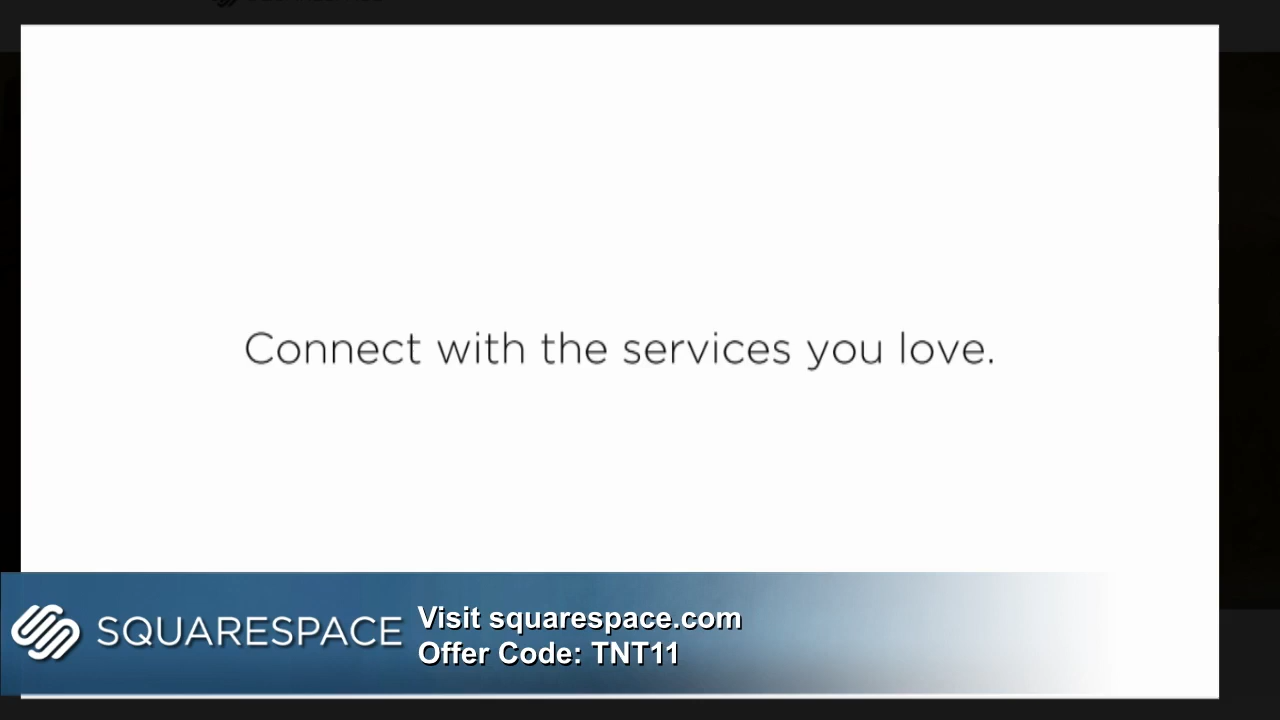 Connect with the services you love.
SQUARESPACE
Visit squarespace.com
Offer Code: TNT11